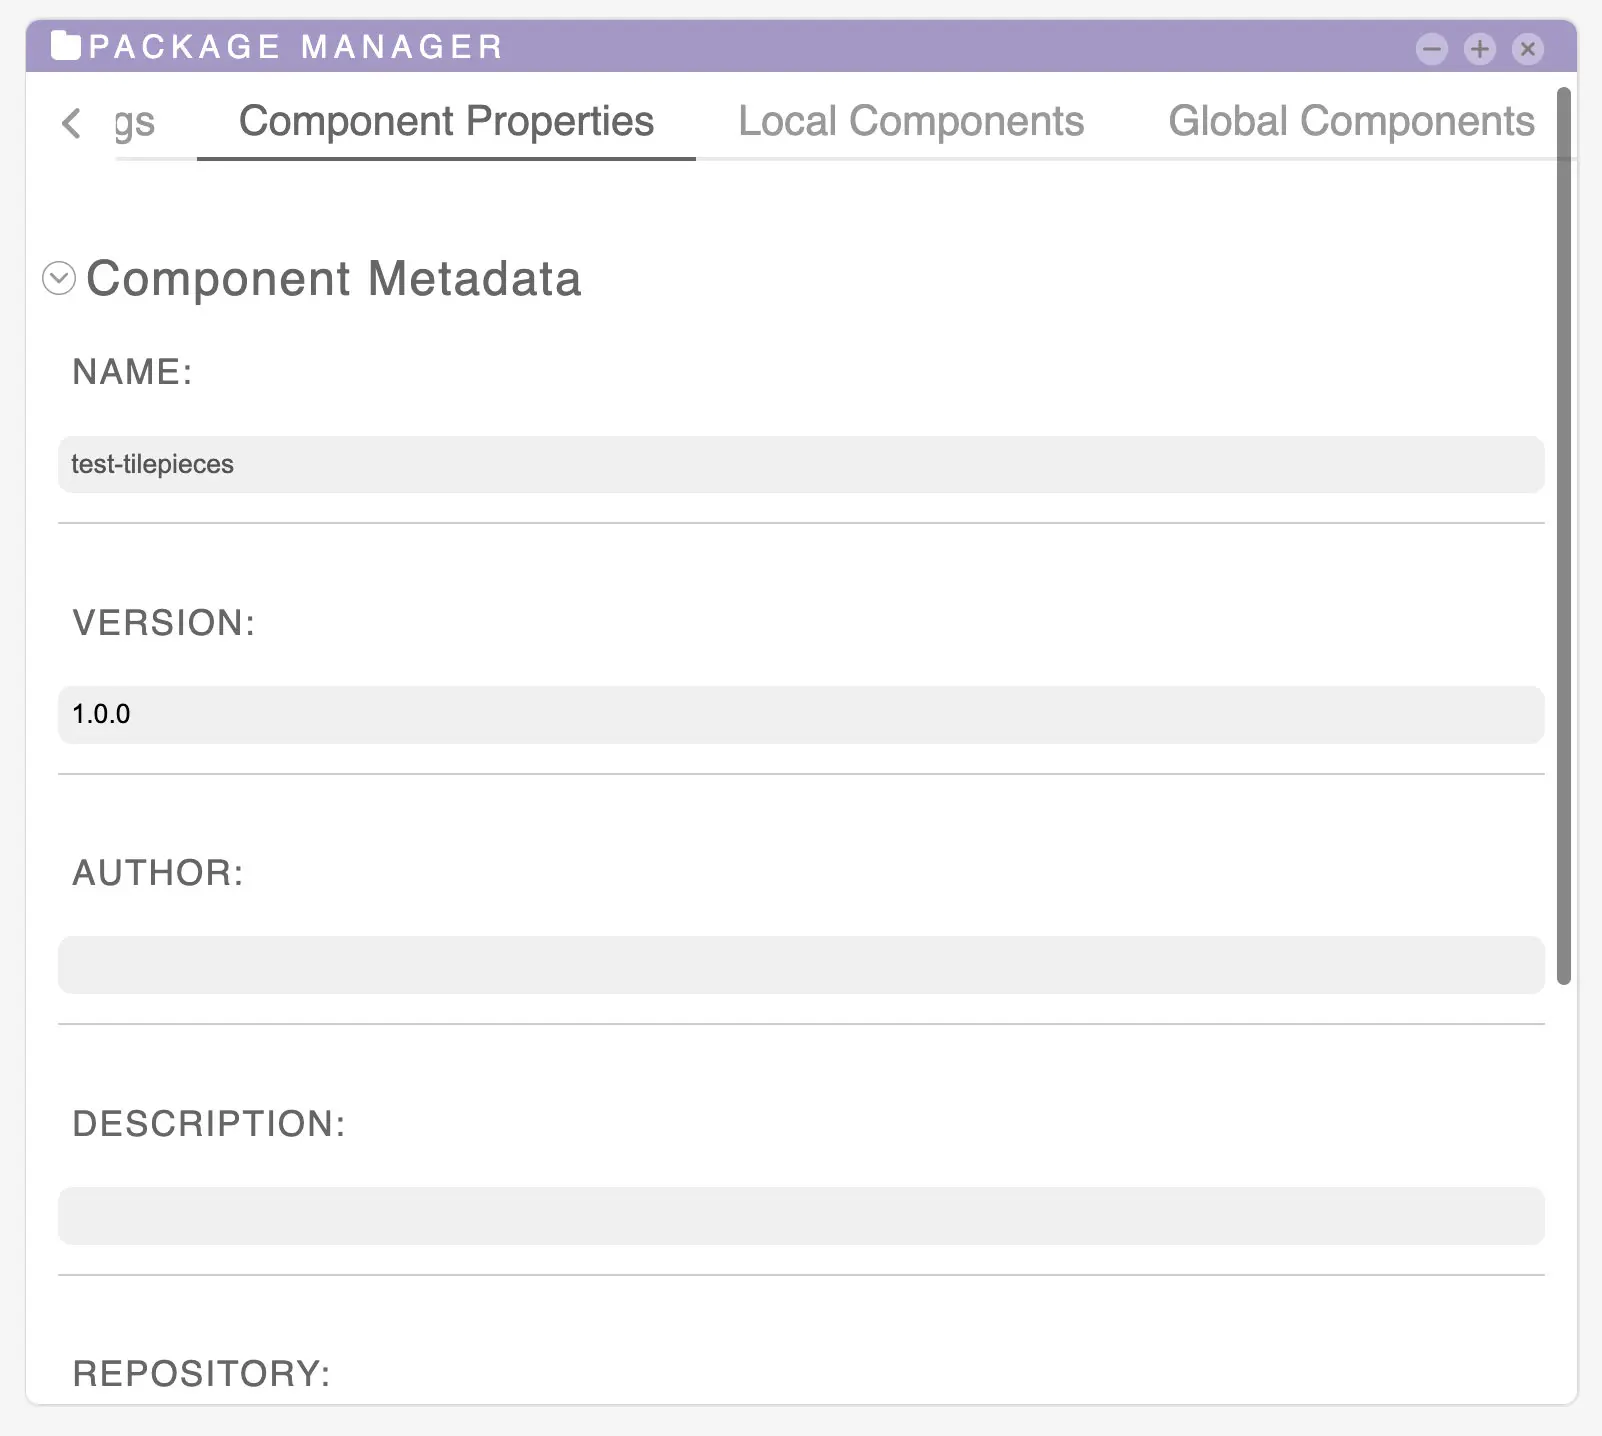 PACKAGE MANAGER
gs Component Properties Local Components Global Components
Component Metadata
NAME:
test-tilepieces
VERSION:
1.0.0
AUTHOR:
DESCRIPTION:
REPOSITORY: